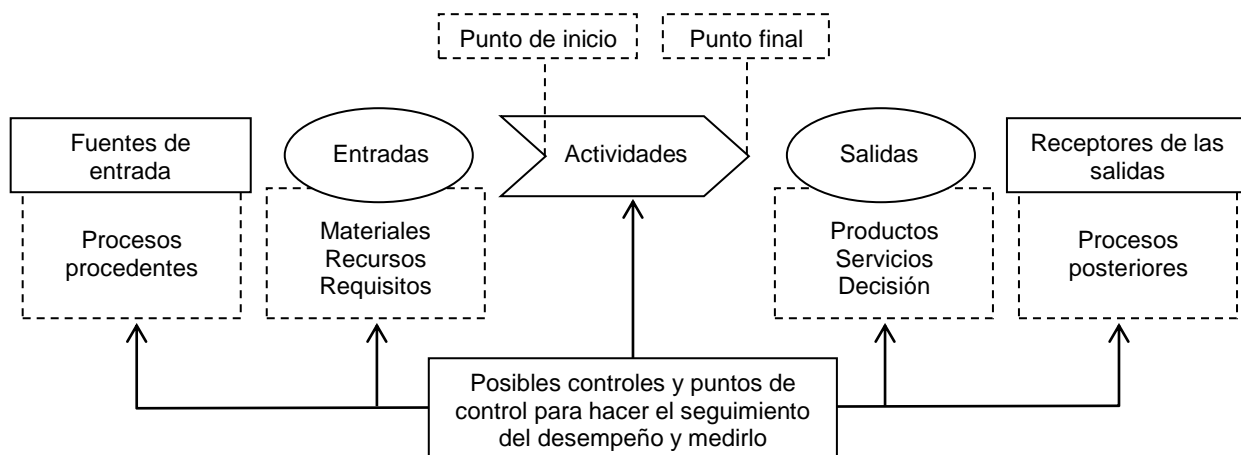 Punto de inicio
Punto final
Fuentes de
entrada
Entradas
Actividades
Salidas
Receptores de las
salidas
Procesos
procedentes
Materiales
Recursos
Requisitos
Productos
Servicios
Decisión
Procesos
posteriores
Posibles controles y puntos de
control para hacer el seguimiento
del desempeño y medirlo